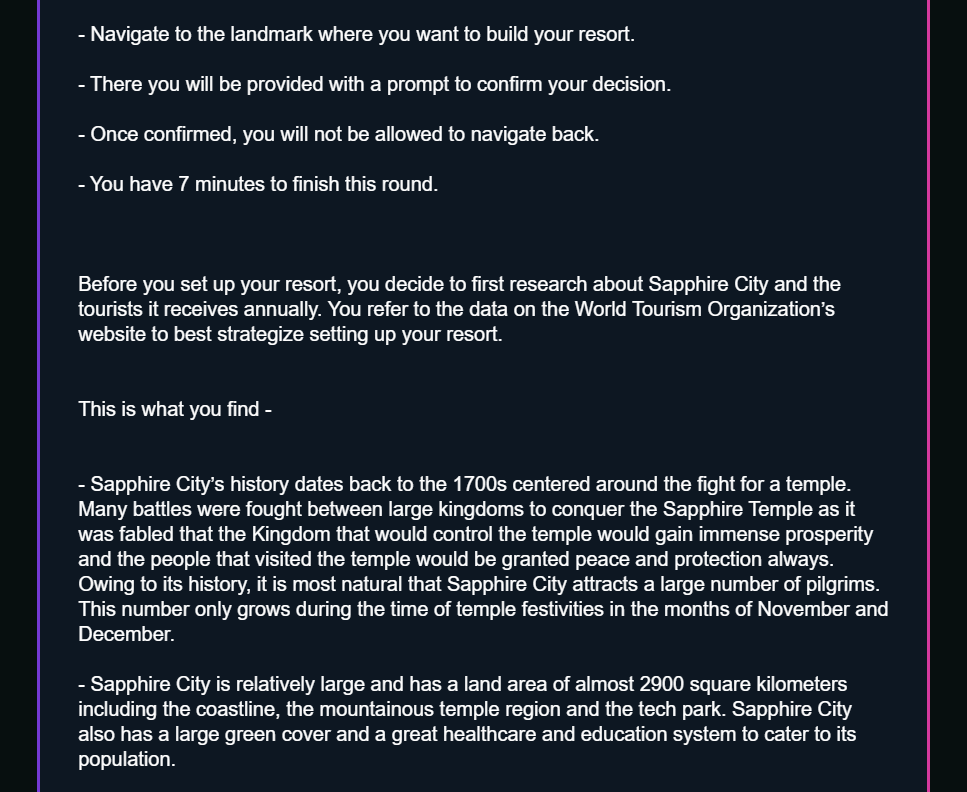 - Navigate to the landmark where you want to build your resort.
- There you will be provided with a prompt to confirm your decision.
- Once confirmed, you will not be allowed to navigate back.
- You have 7 minutes to finish this round.
Before you set up your resort, you decide to first research about Sapphire City and the
tourists it receives annually. You refer to the data on the World Tourism Organization’s
website to best strategize setting up your resort.
This is what you find -
- Sapphire City’s history dates back to the 1700s centered around the fight for a temple.
Many battles were fought between large kingdoms to conquer the Sapphire Temple as it
was fabled that the Kingdom that would control the temple would gain immense prosperity
and the people that visited the temple would be granted peace and protection always.
Owing to its history, it is most natural that Sapphire City attracts a large number of pilgrims.
This number only grows during the time of temple festivities in the months of November and
December.
- Sapphire City is relatively large and has a land area of almost 2900 square kilometers
including the coastline, the mountainous temple region and the tech park. Sapphire City
also has a large green cover and a great healthcare and education system to cater to its
population.